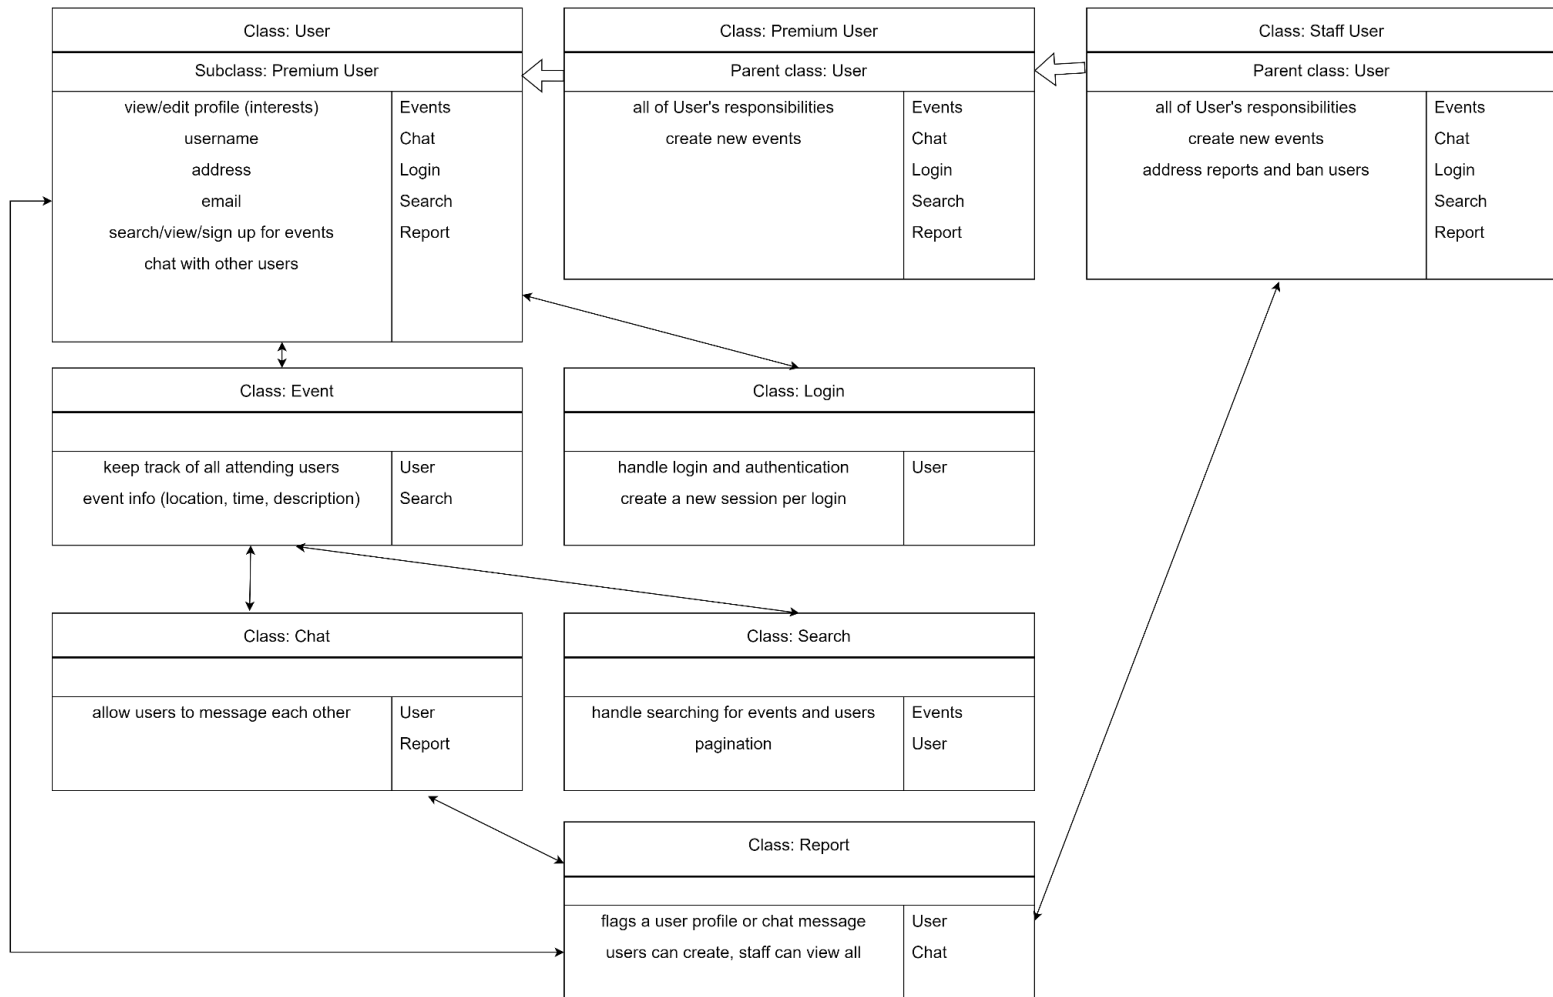 Class: User
Subclass: Premium User
view/edit profile (interests)
username
address
email
search/view/sign up for events
chat with other users
Events
Chat
Login
Search
Report
Class: Premium User
Parent class: User
all of User's responsibilities
create new events
Events
Chat
Login
Search
Report
Class: Staff User
Parent class: User
all of User's responsibilities
create new events
address reports and ban users
Events
Chat
Login
Search
Report
Class: Event
keep track of all attending users
event info (location, time, description)
User
Search
Class: Login
handle login and authentication
create a new session per login
User
Class: Chat
allow users to message each other
User
Report
Class: Search
handle searching for events and users
pagination
Events
User
Class: Report
flags a user profile or chat message
users can create, staff can view all
User
Chat